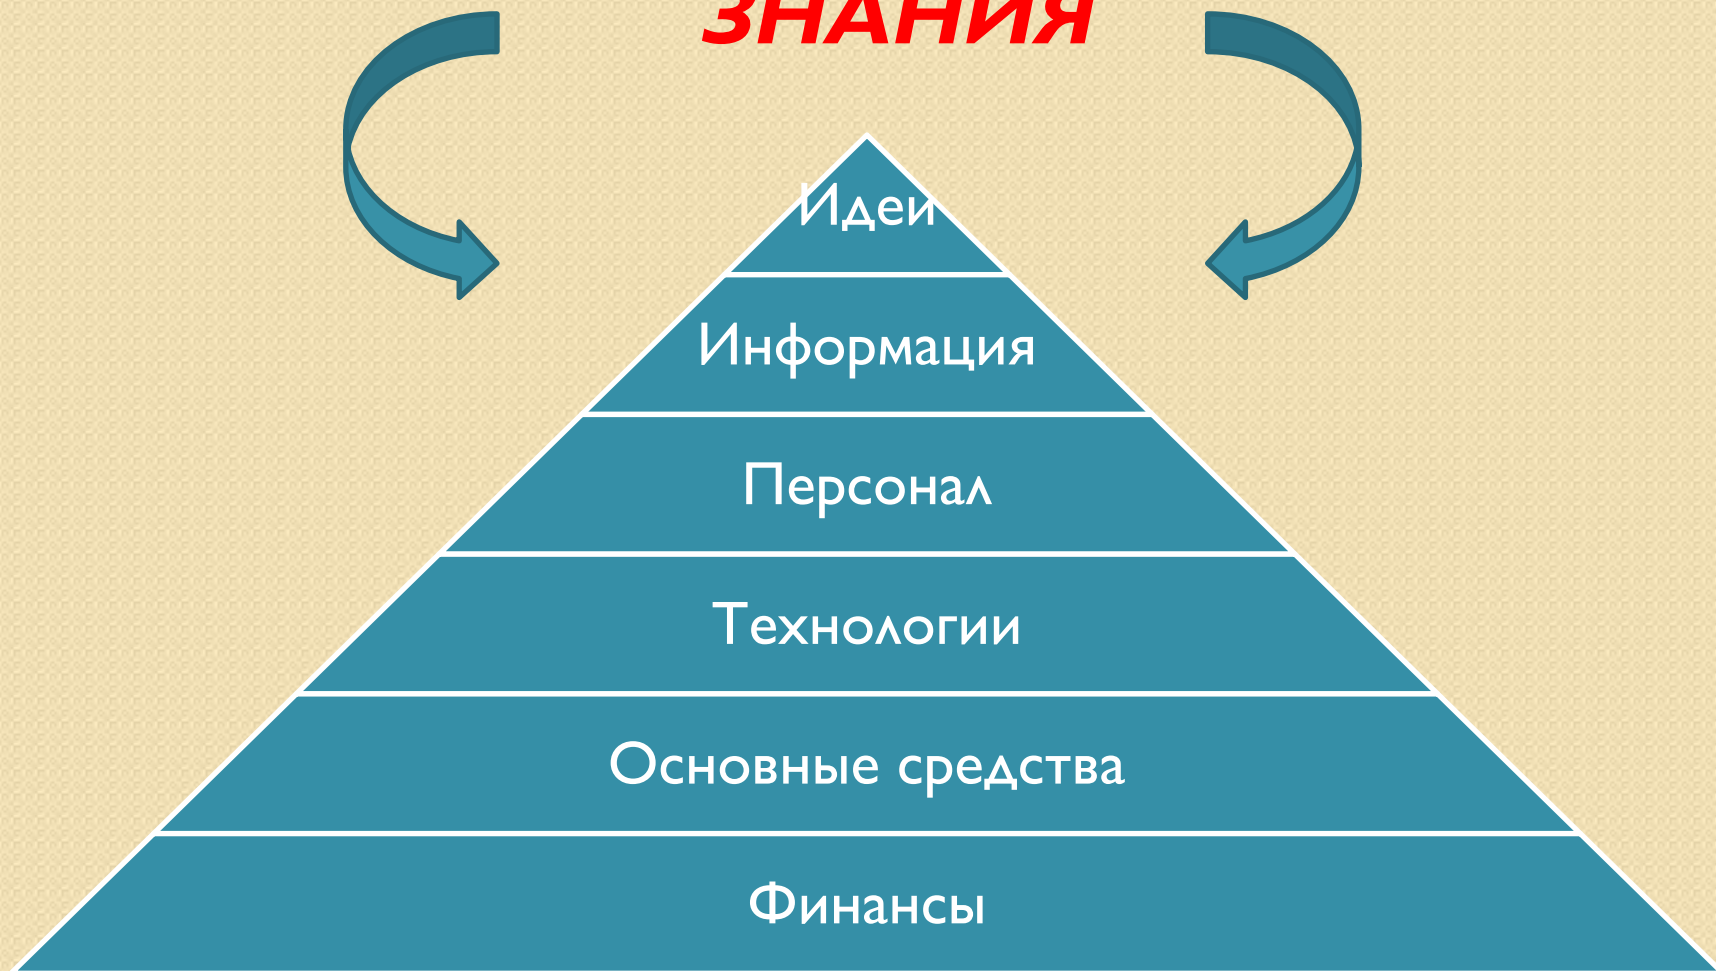 ЗНАНИЯ
Идеи
Информация
Персонал
Технологии
Основные средства
Финансы